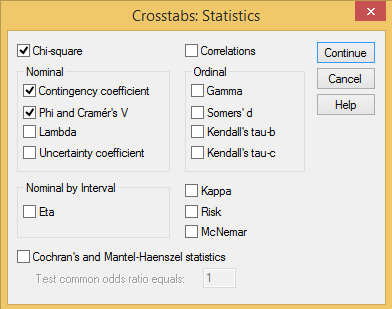 Crosstabs: Statistics
Chi-square
Correlations
Continue
Nominal
Ordinal
Cancel
Contingency coefficient
Gamma
Help
Phi and Cramér's V
Somers' d
Lambda
Kendall's tau-b
Uncertainty coefficient
Kendall's tau-c
Nominal by Interval
Kappa
Eta
Risk
McNemar
Cochran's and Mantel-Haenszel statistics
Test common odds ratio equals: 1